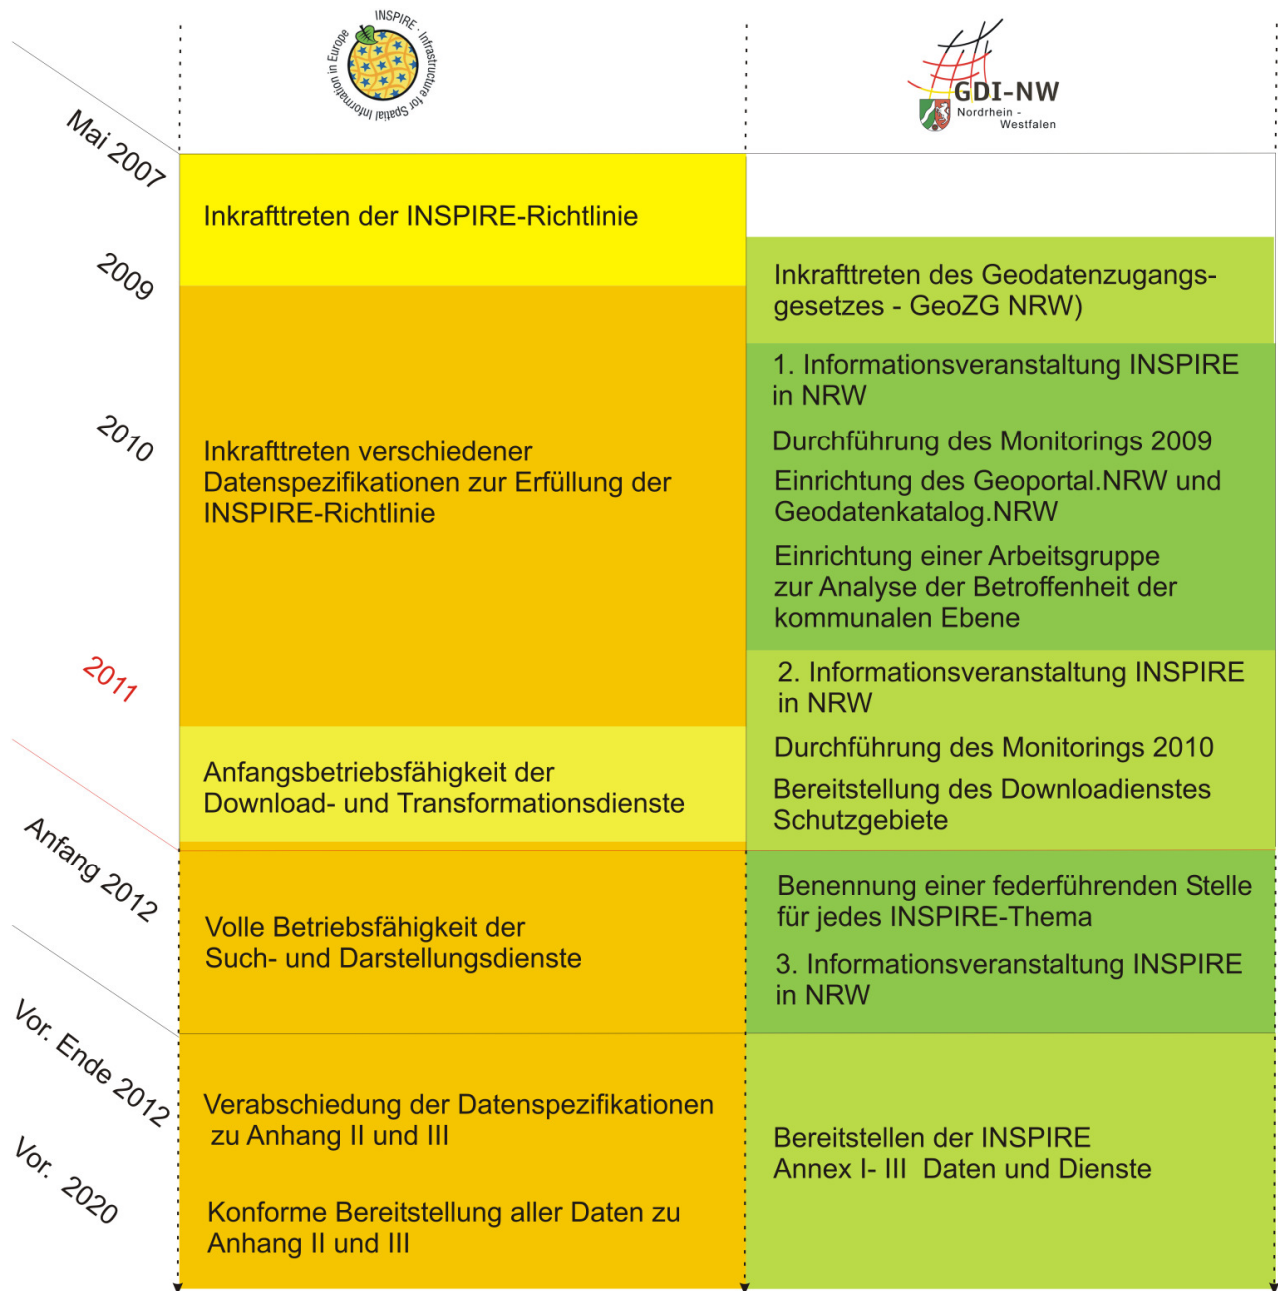 INSPIRE · Infrastructure for Spatial Information in Europe
GDI-NW
Nordrhein -
Westfalen
Mai 2007
2009
2010
2011
Anfang 2012
Vor. Ende 2012
Vor. 2020
Inkrafttreten der INSPIRE-Richtlinie
Inkrafttreten verschiedener
Datenspezifikationen zur Erfüllung der
INSPIRE-Richtlinie
Anfangsbetriebsfähigkeit der
Download- und Transformationsdienste
Volle Betriebsfähigkeit der
Such- und Darstellungsdienste
Verabschiedung der Datenspezifikationen
zu Anhang II und III
Konforme Bereitstellung aller Daten zu
Anhang II und III
Inkrafttreten des Geodatenzugangs-
gesetzes - GeoZG NRW)
1. Informationsveranstaltung INSPIRE
in NRW
Durchführung des Monitorings 2009
Einrichtung des Geoportal.NRW und
Geodatenkatalog.NRW
Einrichtung einer Arbeitsgruppe
zur Analyse der Betroffenheit der
kommunalen Ebene
2. Informationsveranstaltung INSPIRE
in NRW
Durchführung des Monitorings 2010
Bereitstellung des Downloadienstes
Schutzgebiete
Benennung einer federführenden Stelle
für jedes INSPIRE-Thema
3. Informationsveranstaltung INSPIRE
in NRW
Bereitstellen der INSPIRE
Annex I- III Daten und Dienste